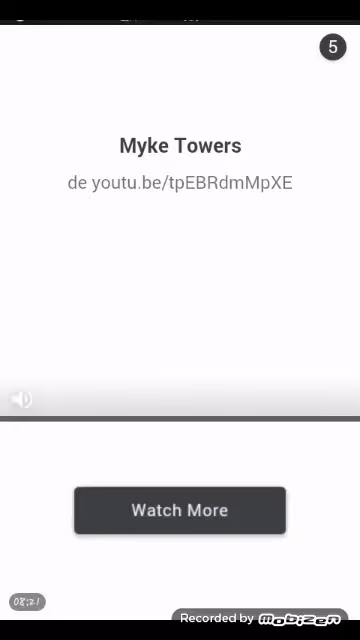 5
Myke Towers
de youtu.be/tpEBRdmMpXE
Watch More
08:21
Recorded by mobizen